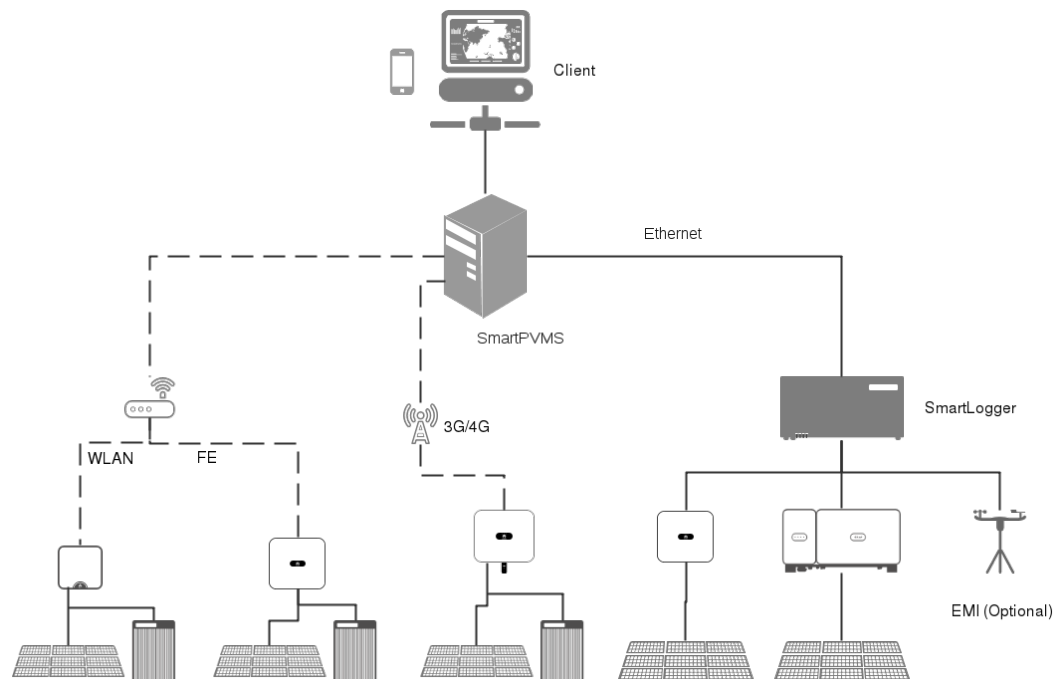 Client
Ethernet
SmartPVMS
SmartLogger
3G/4G
WLAN
FE
EMI (Optional)